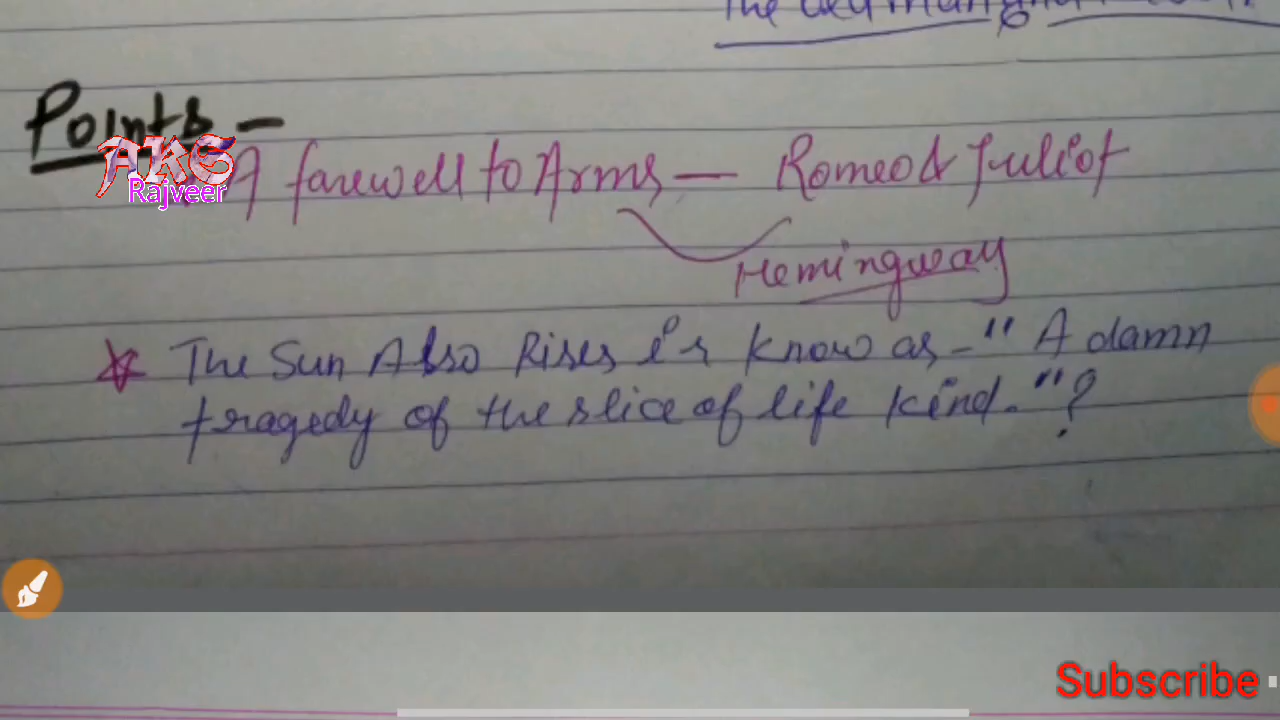 Points -
AKS
Rajveer
A farewell to Arms — Romeo & Juliet
Hemingway
The Sun Also Rises is know as - " A damn
tragedy of the slice of life kind. " ?
Subscribe